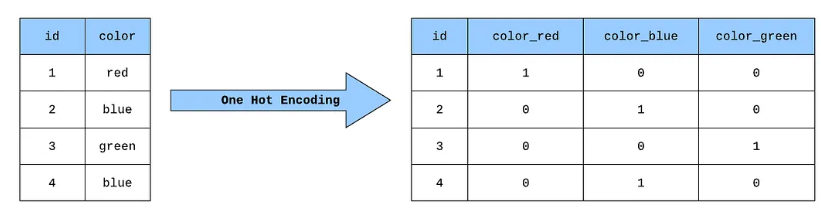 id color
1 red
2 blue
3 green
4 blue
One Hot Encoding
id color_red color_blue color_green
1 1 0 0
2 0 1 0
3 0 0 1
4 0 1 0